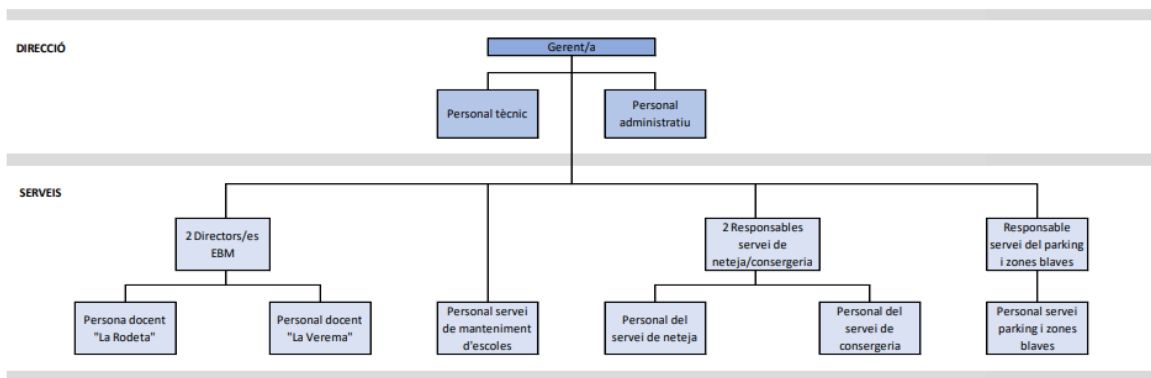 DIRECCIÓ
Gerent/a
Personal tècnic
Personal
administratiu
SERVEIS
2 Directors/es
EBM
2 Responsables
servei de
neteja/consergeria
Responsable
servei del parking
i zones blaves
Persona docent
"La Rodeta"
Personal docent
"La Verema"
Personal servei
de manteniment
d'escoles
Personal del
servei de neteja
Personal del
servei de
consergeria
Personal servei
parking i zones
blaves